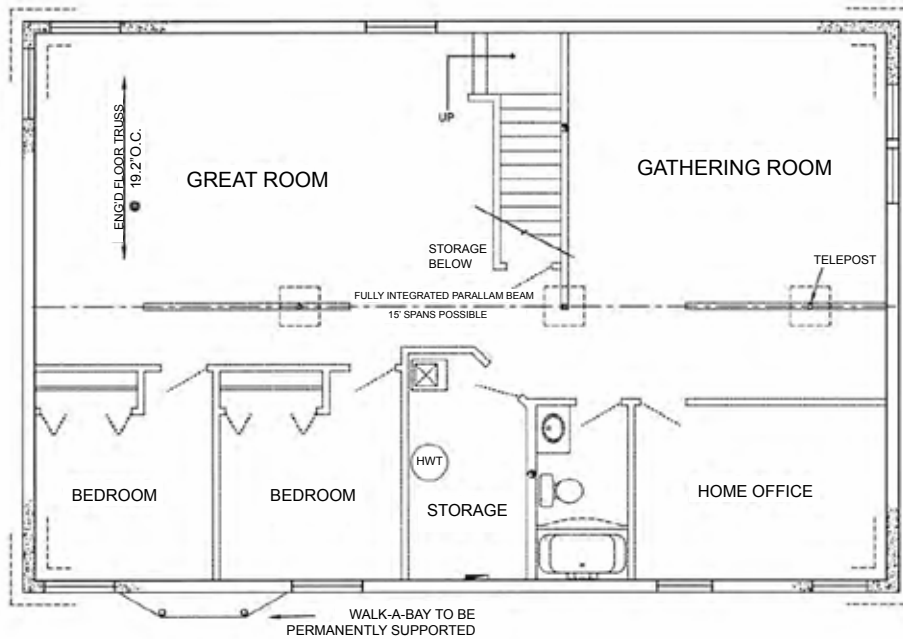 UP
ENG'D FLOOR TRUSS
@ 19.2"O.C.
GREAT ROOM
GATHERING ROOM
STORAGE
BELOW
TELEPOST
FULLY INTEGRATED PARALLAM BEAM
15' SPANS POSSIBLE
BEDROOM
BEDROOM
HWT
STORAGE
HOME OFFICE
WALK-A-BAY TO BE
PERMANENTLY SUPPORTED